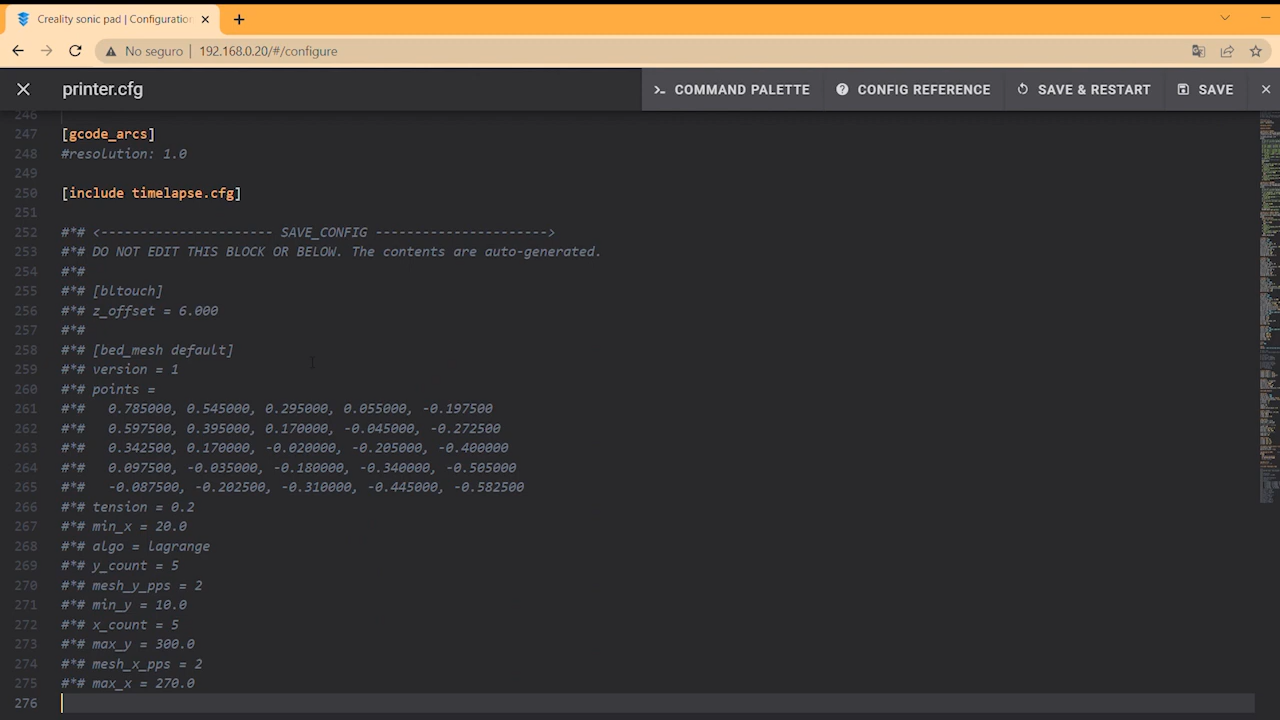 Creality sonic pad | Configuration
No seguro | 192.168.0.20/#/configure
printer.cfg
COMMAND PALETTE
CONFIG REFERENCE
SAVE & RESTART
SAVE
246
247 [gcode_arcs]
248 #resolution: 1.0
249
250 [include timelapse.cfg]
251
252 #*# <---------------------- SAVE_CONFIG ---------------------->
253 #*# DO NOT EDIT THIS BLOCK OR BELOW. The contents are auto-generated.
254 #*#
255 #*# [bltouch]
256 #*# z_offset = 6.000
257 #*#
258 #*# [bed_mesh default]
259 #*# version = 1
260 #*# points =
261 #*#   0.785000, 0.545000, 0.295000, 0.055000, -0.197500
262 #*#   0.597500, 0.395000, 0.170000, -0.045000, -0.272500
263 #*#   0.342500, 0.170000, -0.020000, -0.205000, -0.400000
264 #*#   0.097500, -0.035000, -0.180000, -0.340000, -0.505000
265 #*#   -0.087500, -0.202500, -0.310000, -0.445000, -0.582500
266 #*# tension = 0.2
267 #*# min_x = 20.0
268 #*# algo = lagrange
269 #*# y_count = 5
270 #*# mesh_y_pps = 2
271 #*# min_y = 10.0
272 #*# x_count = 5
273 #*# max_y = 300.0
274 #*# mesh_x_pps = 2
275 #*# max_x = 270.0
276